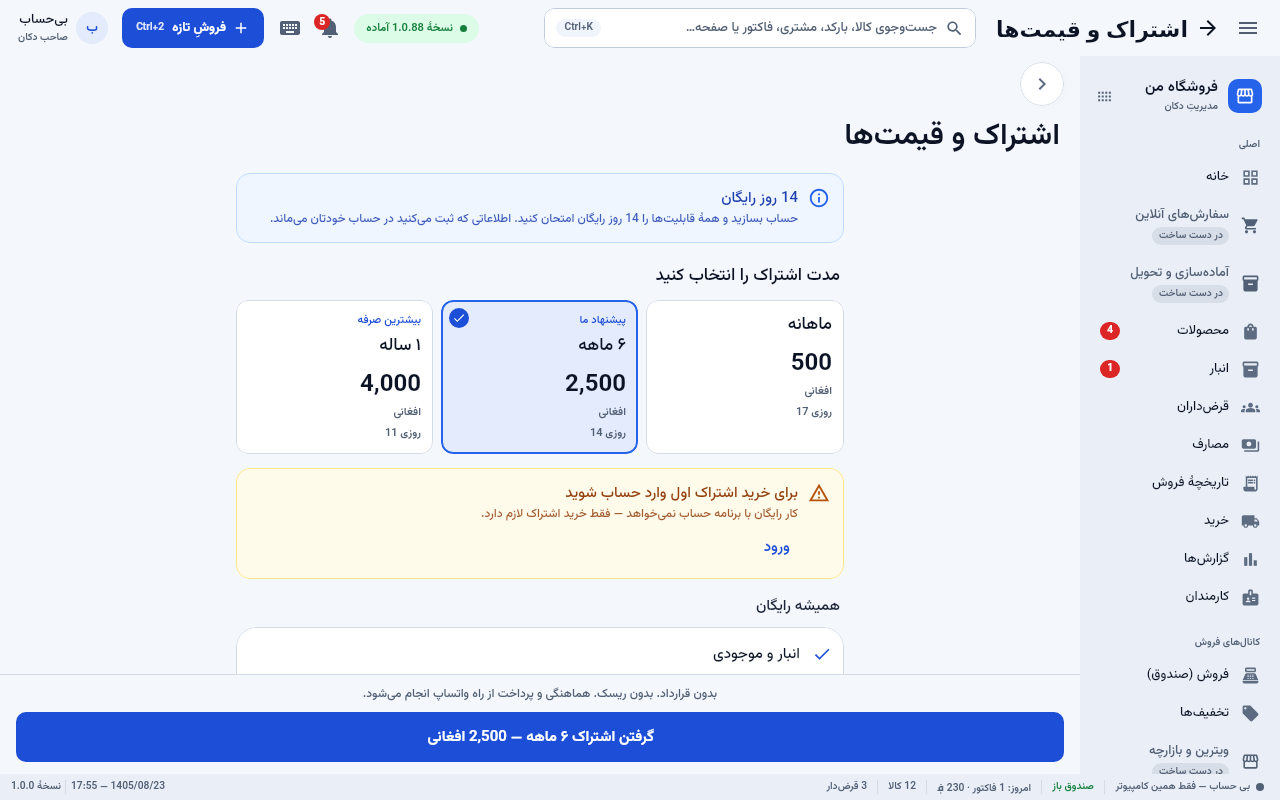 اشتراک و قیمت‌ها
جست‌وجوی کالا، بارکد، مشتری، فاکتور یا صفحه...
Ctrl+K
نسخهٔ 1.0.88 آماده
5
فروش تازه
Ctrl+2
ب
بی‌حساب
صاحب دکان
فروشگاه من
مدیریت دکان
اصلی
خانه
سفارش‌های آنلاین
در دست ساخت
آماده‌سازی و تحویل
در دست ساخت
محصولات
4
انبار
1
قرض‌داران
مصارف
تاریخچهٔ فروش
خرید
گزارش‌ها
کارمندان
کانال‌های فروش
فروش (صندوق)
تخفیف‌ها
ویترین و بازارچه
در دست ساخت
اشتراک و قیمت‌ها
14 روز رایگان
حساب بسازید و همهٔ قابلیت‌ها را 14 روز رایگان امتحان کنید. اطلاعاتی که ثبت می‌کنید در حساب خودتان می‌ماند.
مدت اشتراک را انتخاب کنید
ماهانه
500
افغانی
روزی 17
پیشنهاد ما
۶ ماهه
2,500
افغانی
روزی 14
بیشترین صرفه
۱ ساله
4,000
افغانی
روزی 11
برای خرید اشتراک اول وارد حساب شوید
کار رایگان با برنامه حساب نمی‌خواهد — فقط خرید اشتراک لازم دارد.
ورود
همیشه رایگان
انبار و موجودی
بدون قرارداد. بدون ریسک. هماهنگی و پرداخت از راه واتساپ انجام می‌شود.
گرفتن اشتراک ۶ ماهه — 2,500 افغانی
بی حساب — فقط همین کامپیوتر
صندوق باز
امروز: 1 فاکتور · 230 ؋
12 کالا
3 قرض‌دار
1405/08/23 — 17:55
نسخهٔ 1.0.0